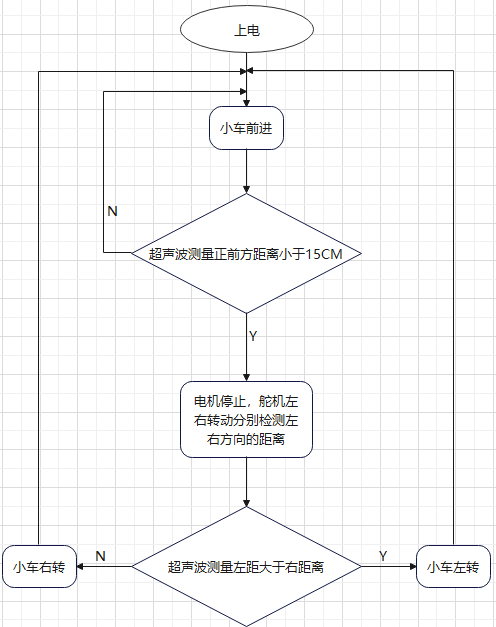 上电
小车前进
N
超声波测量正前方距离小于15CM
Y
电机停止，舵机左
右转动分别检测左
右方向的距离
小车右转
N
超声波测量左距大于右距离
Y
小车左转